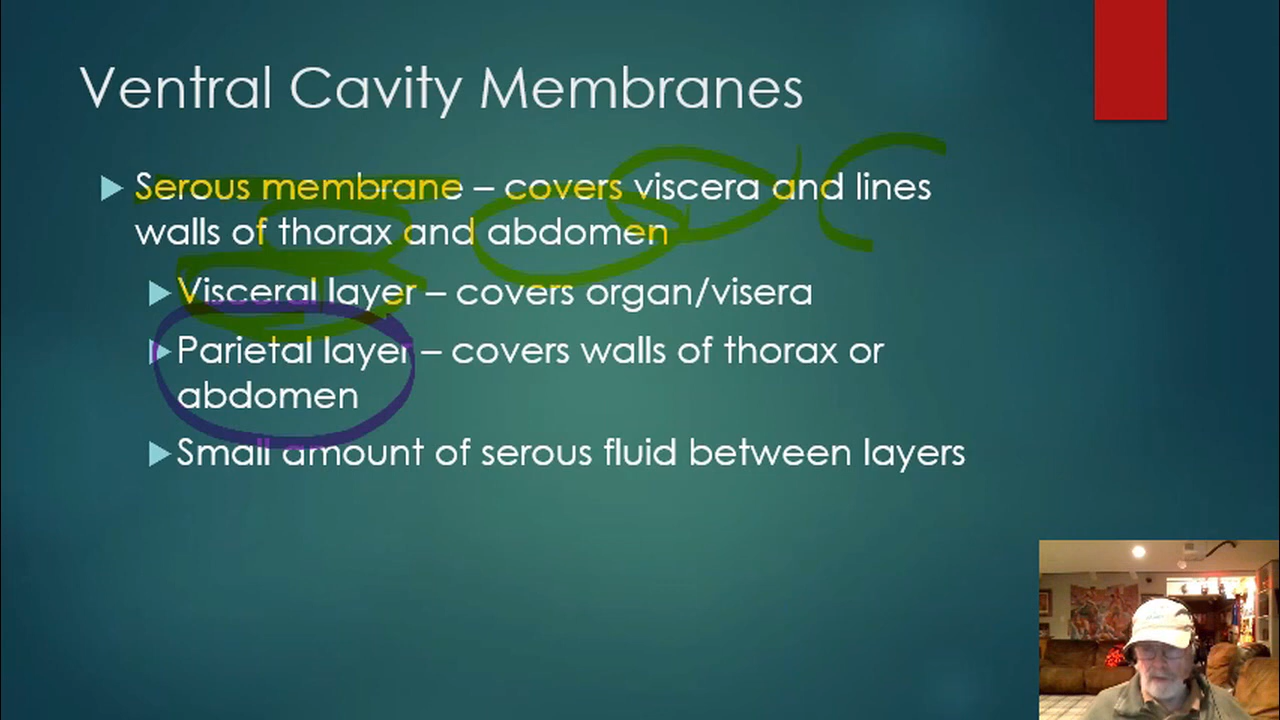 Ventral Cavity Membranes
Serous membrane – covers viscera and lines
walls of thorax and abdomen
Visceral layer – covers organ/visera
Parietal layer – covers walls of thorax or
abdomen
Small amount of serous fluid between layers